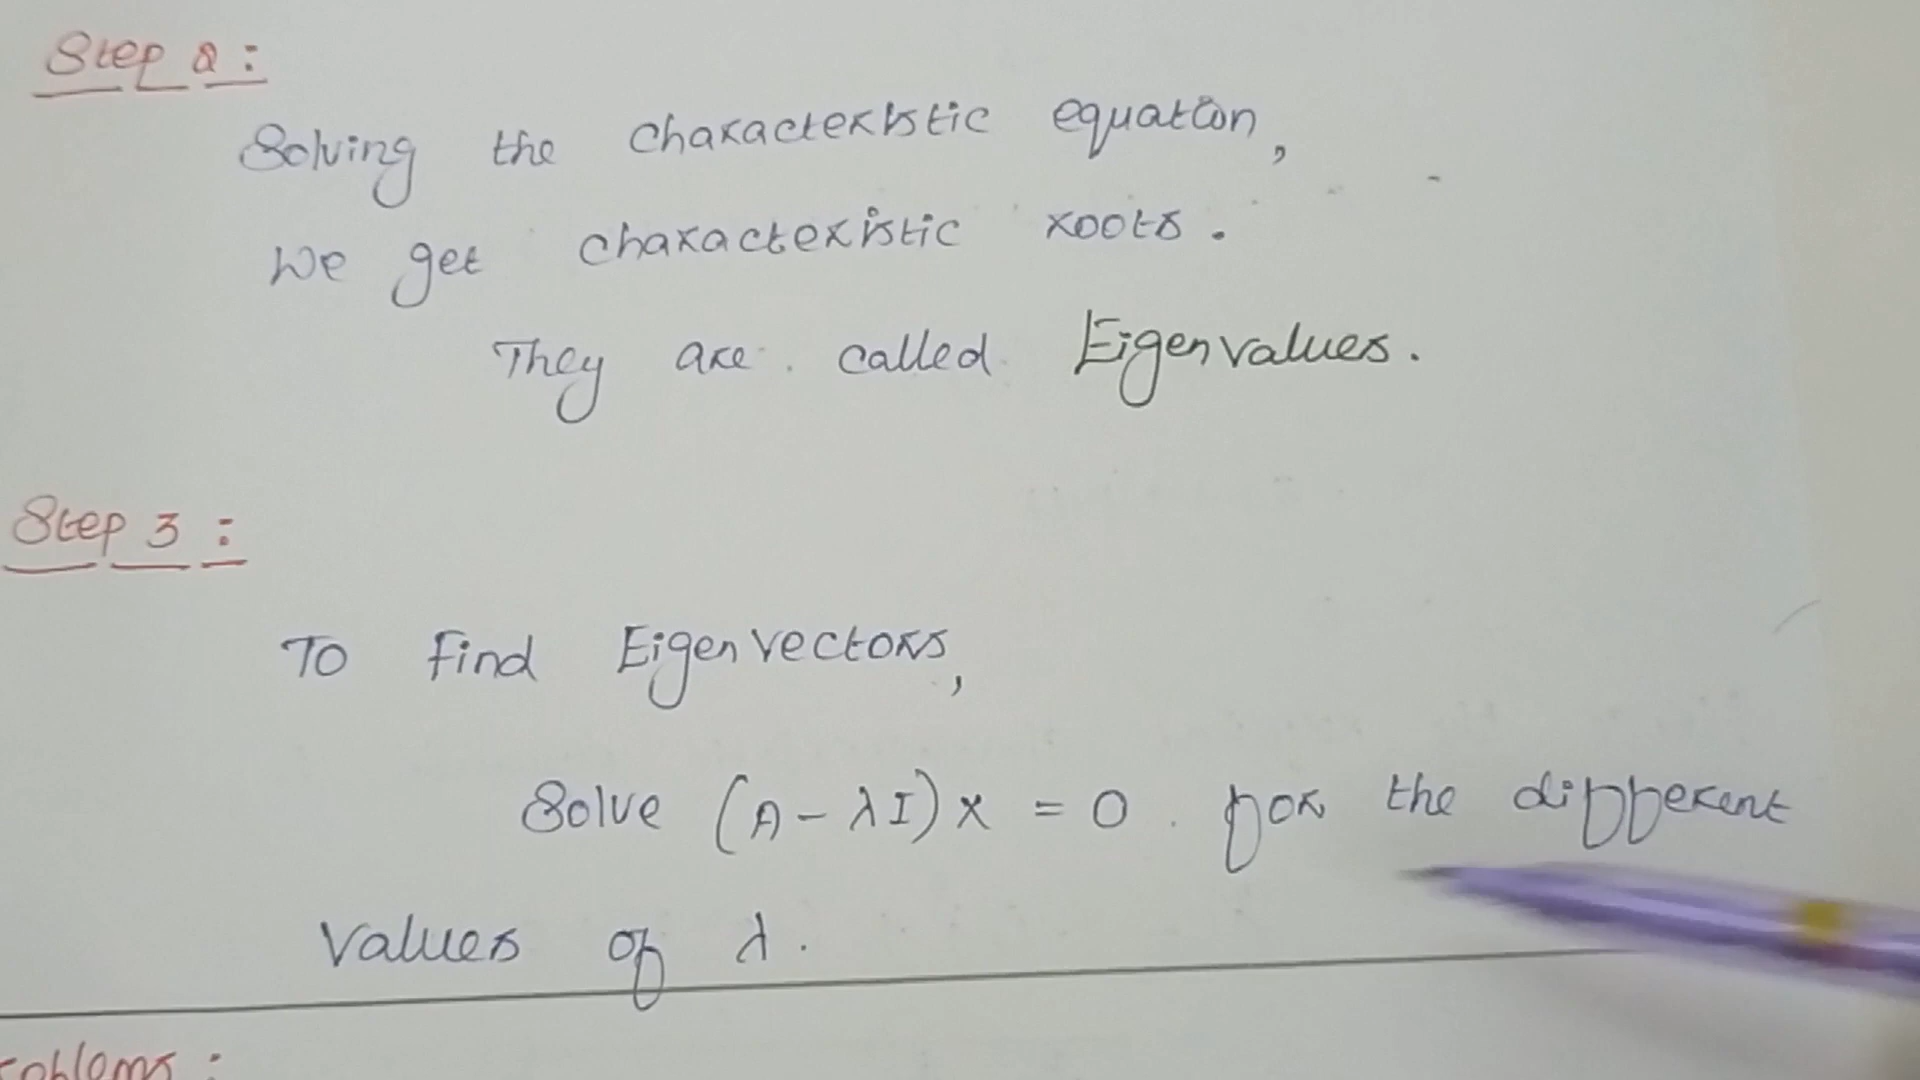 Step 2:
Solving the characteristic equation,
We get characteristic roots.
They are called Eigenvalues.
Step 3:
To find Eigenvectors,
Solve (A - λI)X = 0 for the different
values of λ.
roblems: